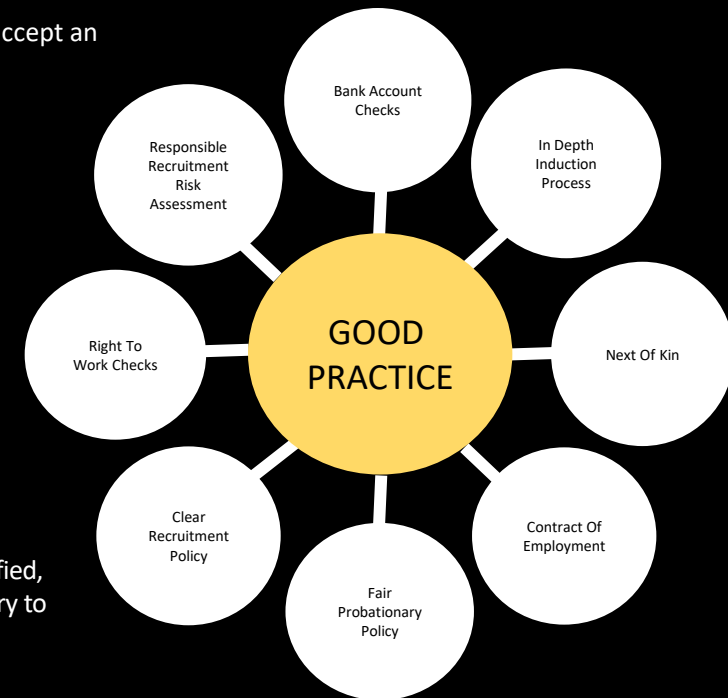 ccept an
Bank Account
Checks
In Depth
Induction
Process
Responsible
Recruitment
Risk
Assessment
GOOD
PRACTICE
Right To
Work Checks
Next Of Kin
Clear
Recruitment
Policy
Contract Of
Employment
fied,
ry to
Fair
Probationary
Policy